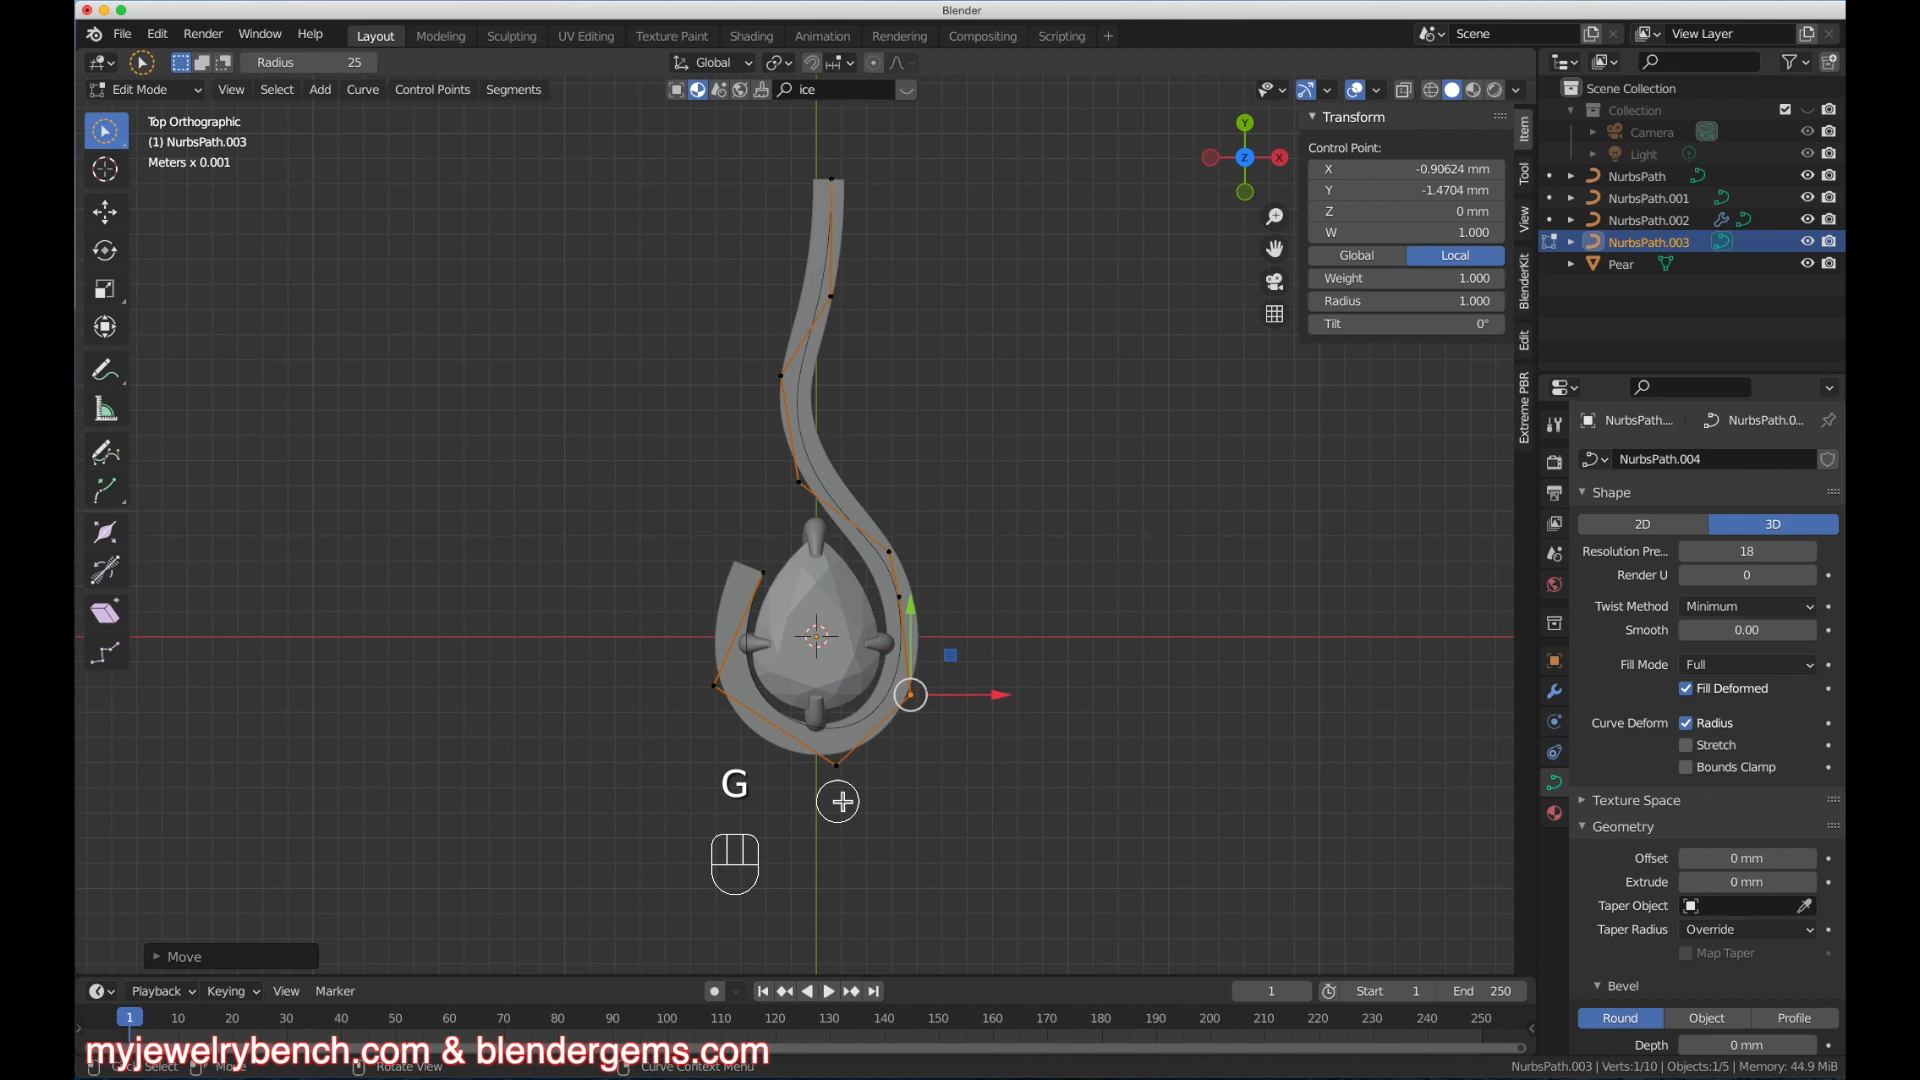 Blender
File Edit Render Window Help Layout Modeling Sculpting UV Editing Texture Paint Shading Animation Rendering Compositing Scripting + Scene View Layer
Radius 25 Global
Edit Mode View Select Add Curve Control Points Segments ice
Top Orthographic
(1) NurbsPath.003
Meters x 0.001
Y
X
Z
Transform
Control Point:
X -0.90624 mm
Y -1.4704 mm
Z 0 mm
W 1.000
Global Local
Weight 1.000
Radius 1.000
Tilt 0°
Item
Tool
View
BlenderKit
Edit
Extreme PBR
Scene Collection
Collection
Camera
Light
NurbsPath
NurbsPath.001
NurbsPath.002
NurbsPath.003
Pear
NurbsPath.... NurbsPath.0...
NurbsPath.004
Shape
2D 3D
Resolution Pre... 18
Render U 0
Twist Method Minimum
Smooth 0.00
Fill Mode Full
Fill Deformed
Curve Deform Radius
Stretch
Bounds Clamp
Texture Space
Geometry
Offset 0 mm
Extrude 0 mm
Taper Object
Taper Radius Override
Map Taper
Bevel
Round Object Profile
Depth 0 mm
G
Move
Playback Keying View Marker 1 Start 1 End 250
1 10 20 30 40 50 60 70 80 90 100 110 120 130 140 150 160 170 180 190 200 210 220 230 240 250
myjewelrybench.com & blendergems.com
Select Move Rotate View Curve Context Menu NurbsPath.003 | Verts:1/10 | Objects:1/5 | Memory: 44.9 MiB